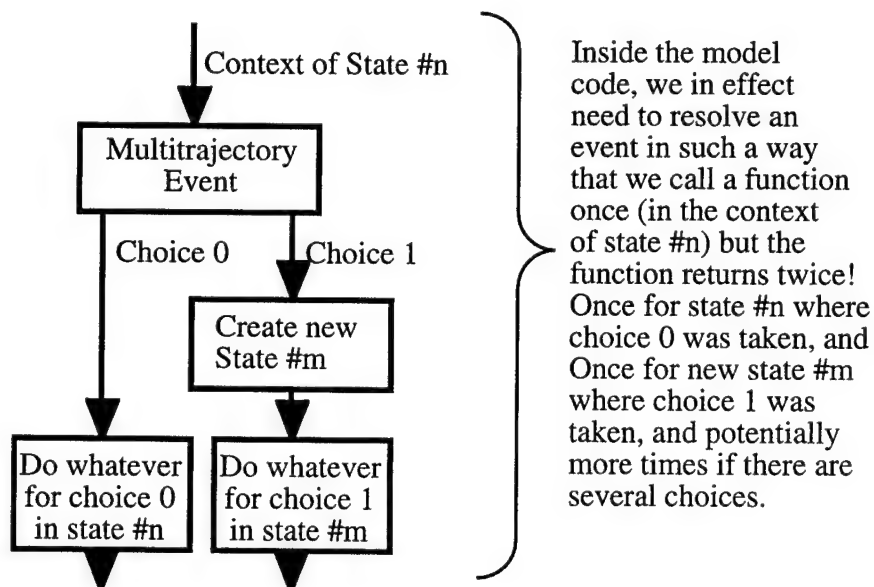 Context of State #n
Multitrajectory
Event
Choice 0
Choice 1
Create new
State #m
Do whatever
for choice 0
in state #n
Do whatever
for choice 1
in state #m
Inside the model
code, we in effect
need to resolve an
event in such a way
that we call a function
once (in the context
of state #n) but the
function returns twice!
Once for state #n where
choice 0 was taken, and
Once for new state #m
where choice 1 was
taken, and potentially
more times if there are
several choices.